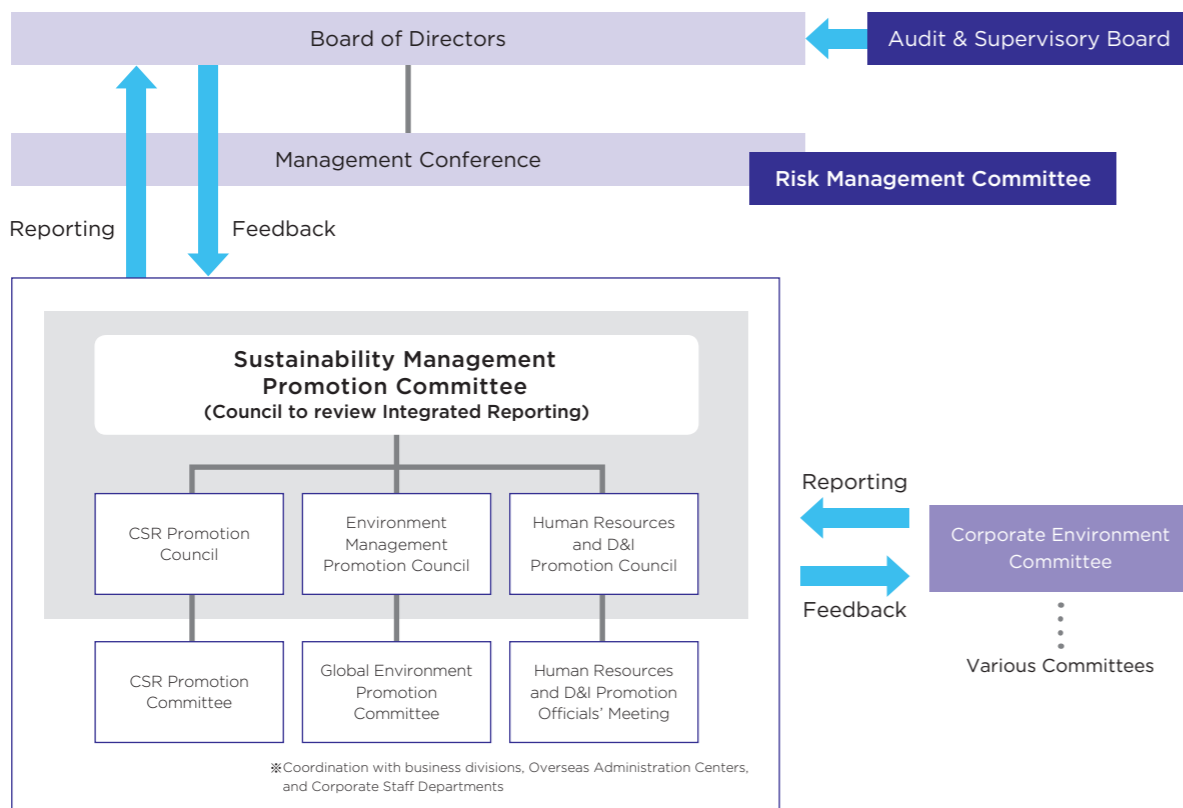 Board of Directors
Audit & Supervisory Board
Management Conference
Risk Management Committee
Reporting
Feedback
Sustainability Management
Promotion Committee
(Council to review Integrated Reporting)
CSR Promotion
Council
Environment
Management
Promotion Council
Human Resources
and D&I
Promotion Council
Reporting
Feedback
Corporate Environment
Committee
Various Committees
CSR Promotion
Committee
Global Environment
Promotion
Committee
Human Resources
and D&I Promotion
Officials' Meeting
※Coordination with business divisions, Overseas Administration Centers,
and Corporate Staff Departments